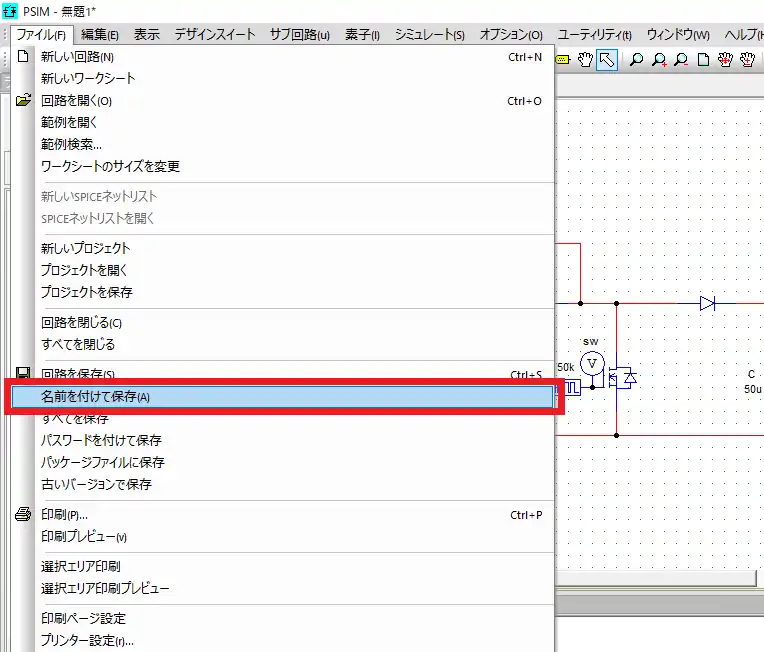 PSIM - 無題1*
ファイル(F) 編集(E) 表示 デザインスイート サブ回路(u) 素子(I) シミュレート(S) オプション(O) ユーティリティ(t) ウィンドウ(W) ヘルプ(H
新しい回路(N) Ctrl+N
新しいワークシート
回路を開く(O) Ctrl+O
範例を開く
範例検索...
ワークシートのサイズを変更
新しいSPICEネットリスト
SPICEネットリストを開く
新しいプロジェクト
プロジェクトを開く
プロジェクトを保存
回路を閉じる(C)
すべてを閉じる
回路を保存(S) Ctrl+S
名前を付けて保存(A)
すべてを保存
パスワードを付けて保存
パッケージファイルに保存
古いバージョンで保存
印刷(P)... Ctrl+P
印刷プレビュー(v)
選択エリア印刷
選択エリア印刷プレビュー
印刷ページ設定
プリンター設定(r)...
sw
V
50k
C
50u